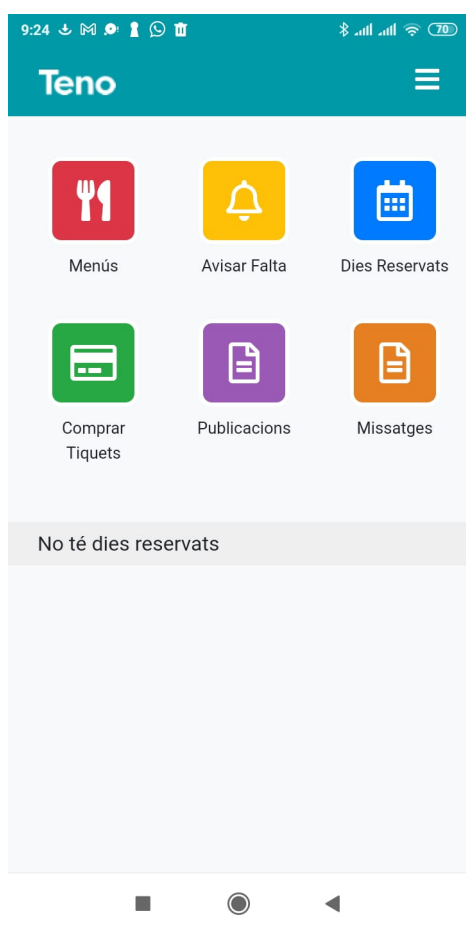 9:24
70
Teno
Menús
Avisar Falta
Dies Reservats
Comprar
Tiquets
Publicacions
Missatges
No té dies reservats